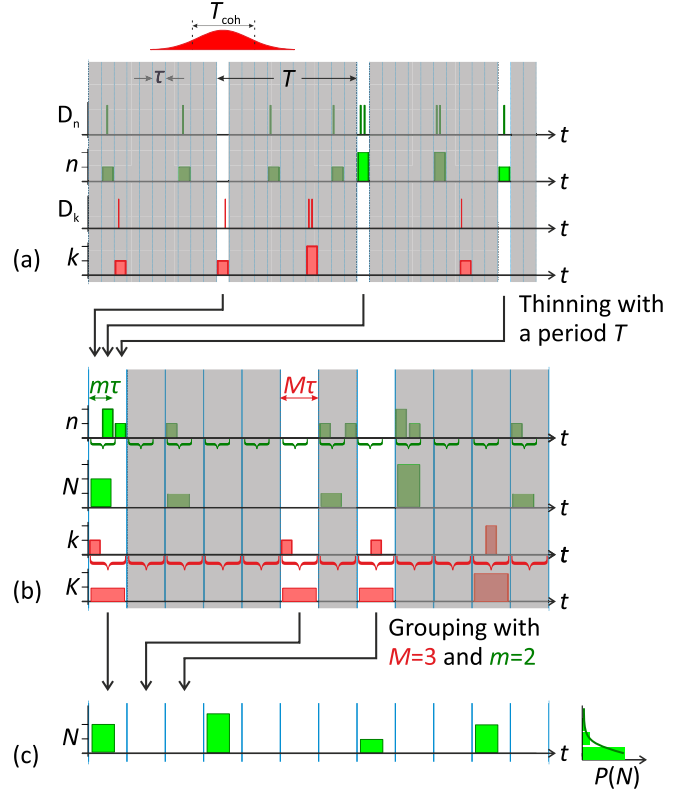 T_coh
τ
T
D_n
t
n
t
D_k
t
(a)
k
t
Thinning with
a period T
mτ
Mτ
n
t
N
t
k
t
(b)
K
t
Grouping with
M=3 and m=2
(c)
N
t
P(N)